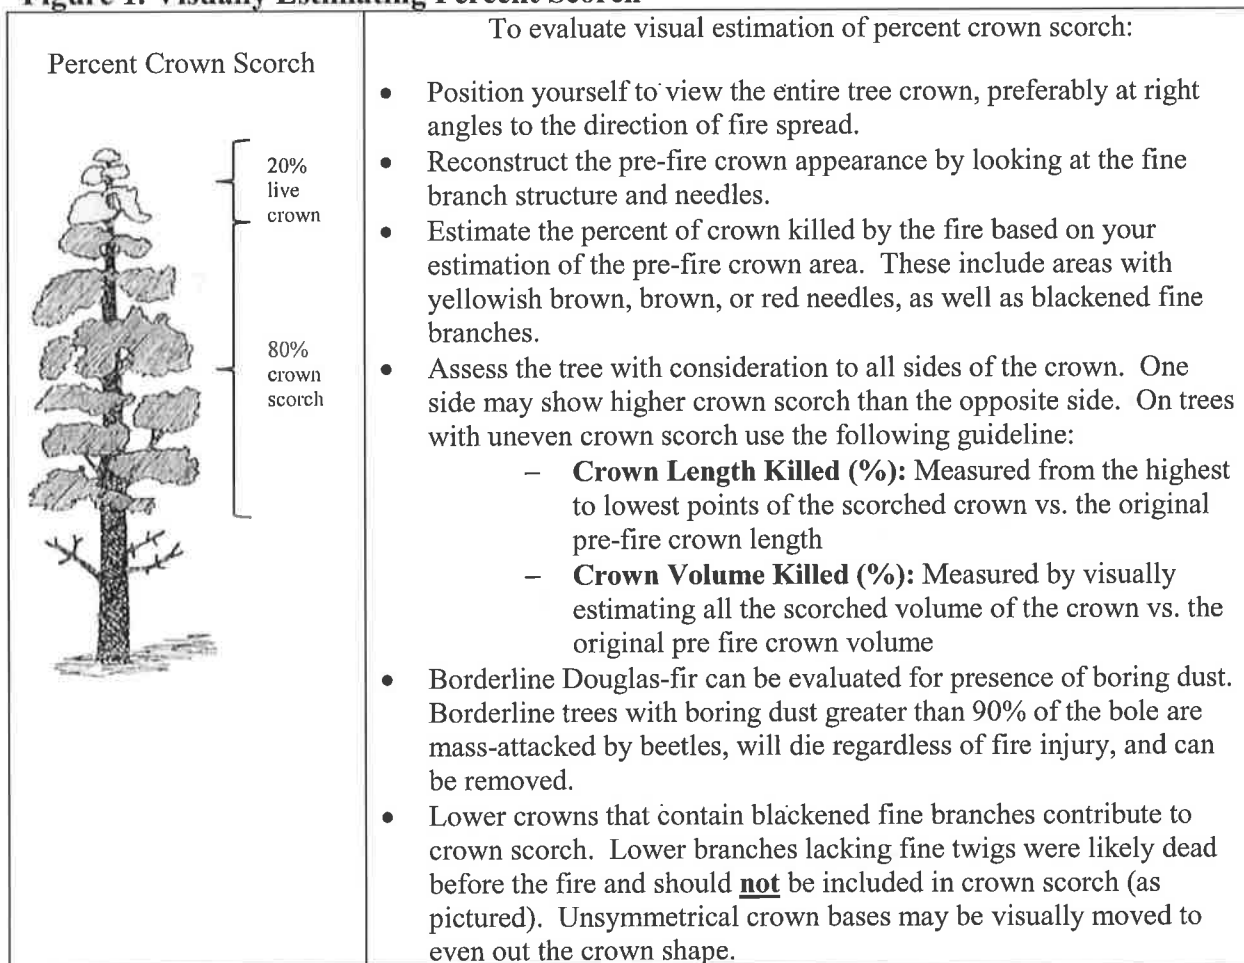 Figure 1. Visually Estimating Percent Scorch
Percent Crown Scorch
20%
live
crown
80%
crown
scorch
To evaluate visual estimation of percent crown scorch:
• Position yourself to view the entire tree crown, preferably at right
angles to the direction of fire spread.
• Reconstruct the pre-fire crown appearance by looking at the fine
branch structure and needles.
• Estimate the percent of crown killed by the fire based on your
estimation of the pre-fire crown area. These include areas with
yellowish brown, brown, or red needles, as well as blackened fine
branches.
• Assess the tree with consideration to all sides of the crown. One
side may show higher crown scorch than the opposite side. On trees
with uneven crown scorch use the following guideline:
– Crown Length Killed (%): Measured from the highest
to lowest points of the scorched crown vs. the original
pre-fire crown length
– Crown Volume Killed (%): Measured by visually
estimating all the scorched volume of the crown vs. the
original pre fire crown volume
• Borderline Douglas-fir can be evaluated for presence of boring dust.
Borderline trees with boring dust greater than 90% of the bole are
mass-attacked by beetles, will die regardless of fire injury, and can
be removed.
• Lower crowns that contain blackened fine branches contribute to
crown scorch. Lower branches lacking fine twigs were likely dead
before the fire and should not be included in crown scorch (as
pictured). Unsymmetrical crown bases may be visually moved to
even out the crown shape.